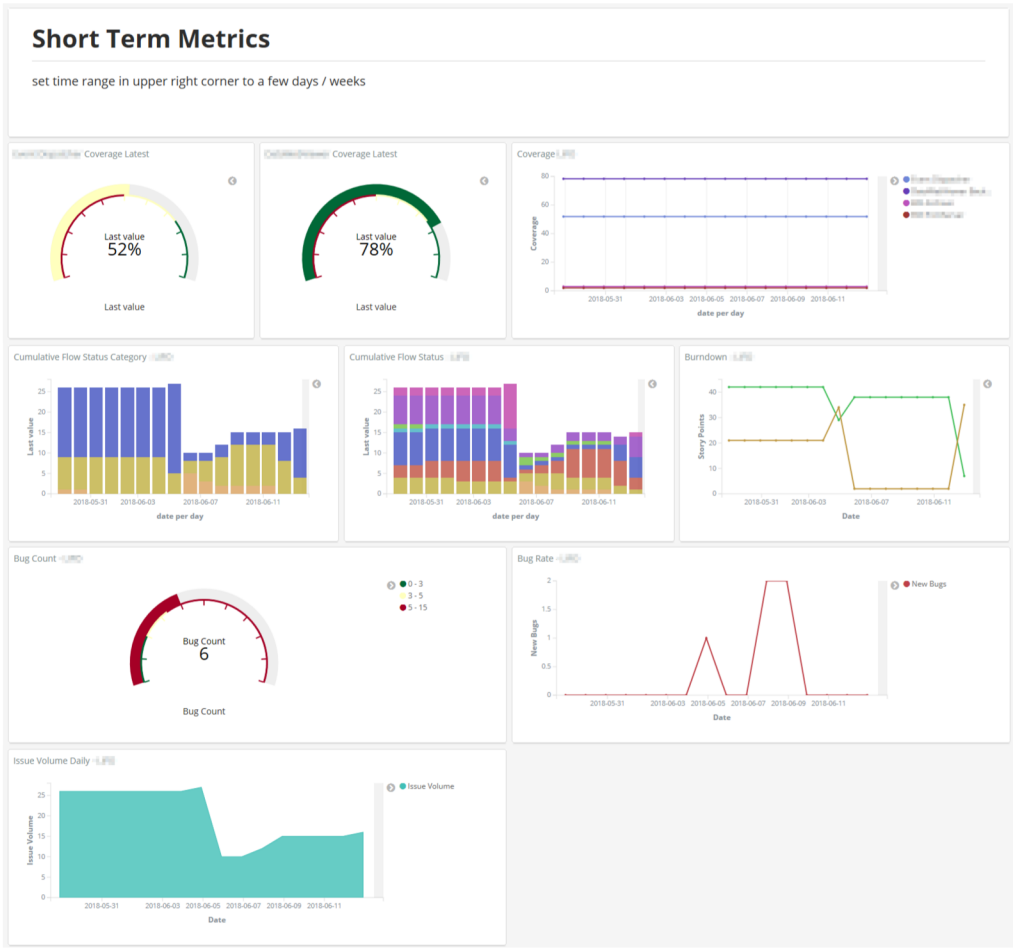 Short Term Metrics
set time range in upper right corner to a few days / weeks
Coverage Latest
Last value
52%
Last value
Coverage Latest
Last value
78%
Last value
Coverage
80
60
40
20
0
Coverage
2018-05-31 2018-06-03 2018-06-05 2018-06-07 2018-06-09 2018-06-11
date per day
Cumulative Flow Status Category
25
20
15
10
5
0
Last value
2018-05-31 2018-06-03 2018-06-07 2018-06-11
date per day
Cumulative Flow Status
25
20
15
10
5
0
Last value
2018-05-31 2018-06-03 2018-06-07 2018-06-11
date per day
Burndown
40
30
20
10
0
Story Points
2018-05-31 2018-06-03 2018-06-07 2018-06-11
Date
Bug Count
0 - 3
3 - 5
5 - 15
Bug Count
6
Bug Count
Bug Rate
2
1.5
1
0.5
0
New Bugs
New Bugs
2018-05-31 2018-06-03 2018-06-05 2018-06-07 2018-06-09 2018-06-11
Date
Issue Volume Daily
25
20
15
10
5
0
Issue Volume
Issue Volume
2018-05-31 2018-06-03 2018-06-05 2018-06-07 2018-06-09 2018-06-11
Date